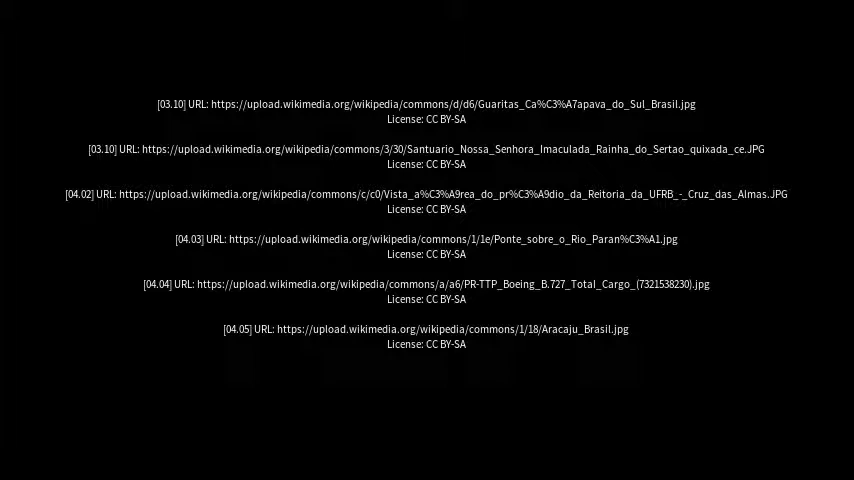 [03.10] URL: https://upload.wikimedia.org/wikipedia/commons/d/d6/Guaritas_Ca%C3%A7apava_do_Sul_Brasil.jpg
License: CC BY-SA
[03.10] URL: https://upload.wikimedia.org/wikipedia/commons/3/30/Santuario_Nossa_Senhora_Imaculada_Rainha_do_Sertao_quixada_ce.JPG
License: CC BY-SA
[04.02] URL: https://upload.wikimedia.org/wikipedia/commons/c/c0/Vista_a%C3%A9rea_do_pr%C3%A9dio_da_Reitoria_da_UFRB_-_Cruz_das_Almas.JPG
License: CC BY-SA
[04.03] URL: https://upload.wikimedia.org/wikipedia/commons/1/1e/Ponte_sobre_o_Rio_Paran%C3%A1.jpg
License: CC BY-SA
[04.04] URL: https://upload.wikimedia.org/wikipedia/commons/a/a6/PR-TTP_Boeing_B.727_Total_Cargo_(7321538230).jpg
License: CC BY-SA
[04.05] URL: https://upload.wikimedia.org/wikipedia/commons/1/18/Aracaju_Brasil.jpg
License: CC BY-SA